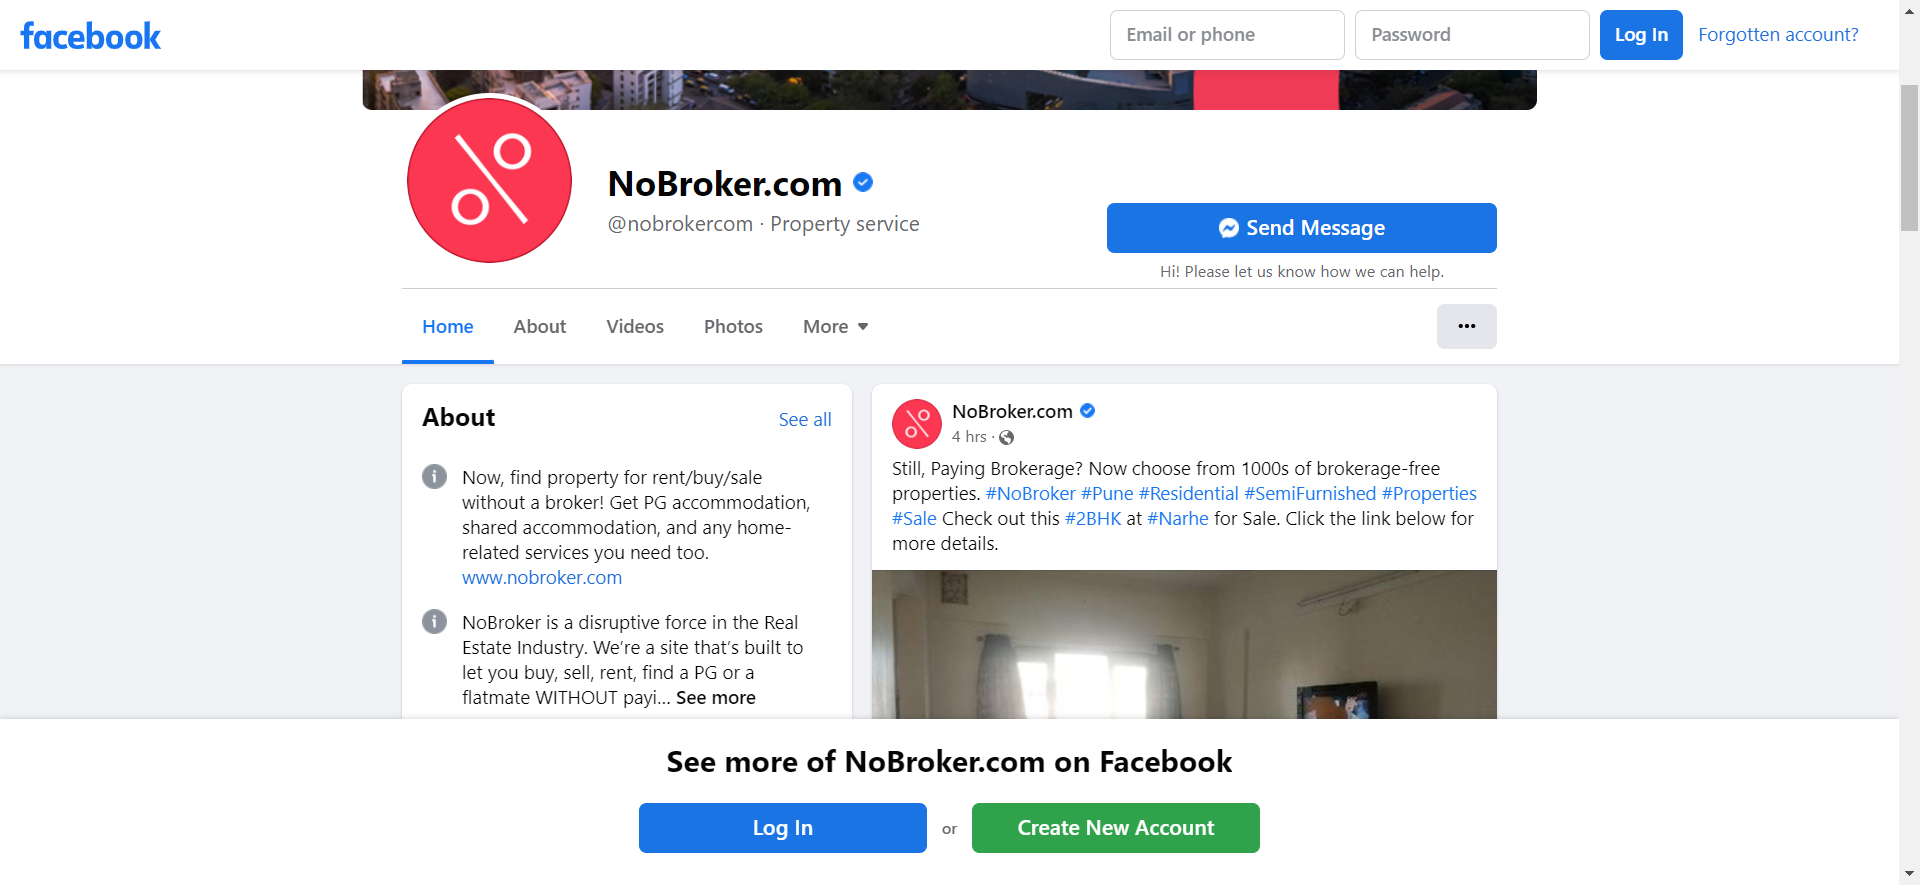 facebook
Email or phone
Password
Log In
Forgotten account?
NoBroker.com
@nobrokercom · Property service
Send Message
Hi! Please let us know how we can help.
Home
About
Videos
Photos
More
About
See all
Now, find property for rent/buy/sale
without a broker! Get PG accommodation,
shared accommodation, and any home-
related services you need too.
www.nobroker.com
NoBroker is a disruptive force in the Real
Estate Industry. We’re a site that’s built to
let you buy, sell, rent, find a PG or a
flatmate WITHOUT payi... See more
NoBroker.com
4 hrs ·
Still, Paying Brokerage? Now choose from 1000s of brokerage-free
properties. #NoBroker #Pune #Residential #SemiFurnished #Properties
#Sale Check out this #2BHK at #Narhe for Sale. Click the link below for
more details.
See more of NoBroker.com on Facebook
Log In
or
Create New Account